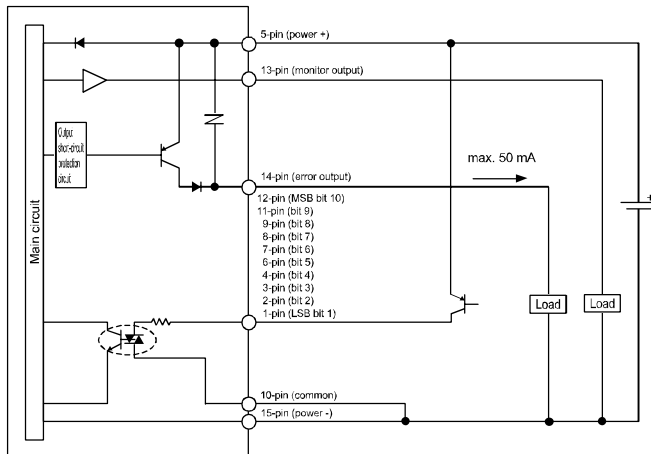 5-pin (power +)
13-pin (monitor output)
Output
short-circuit
protection
circuit
Main circuit
max. 50 mA
14-pin (error output)
12-pin (MSB bit 10)
11-pin (bit 9)
9-pin (bit 8)
8-pin (bit 7)
7-pin (bit 6)
6-pin (bit 5)
4-pin (bit 4)
3-pin (bit 3)
2-pin (bit 2)
1-pin (LSB bit 1)
Load
Load
+
10-pin (common)
15-pin (power -)